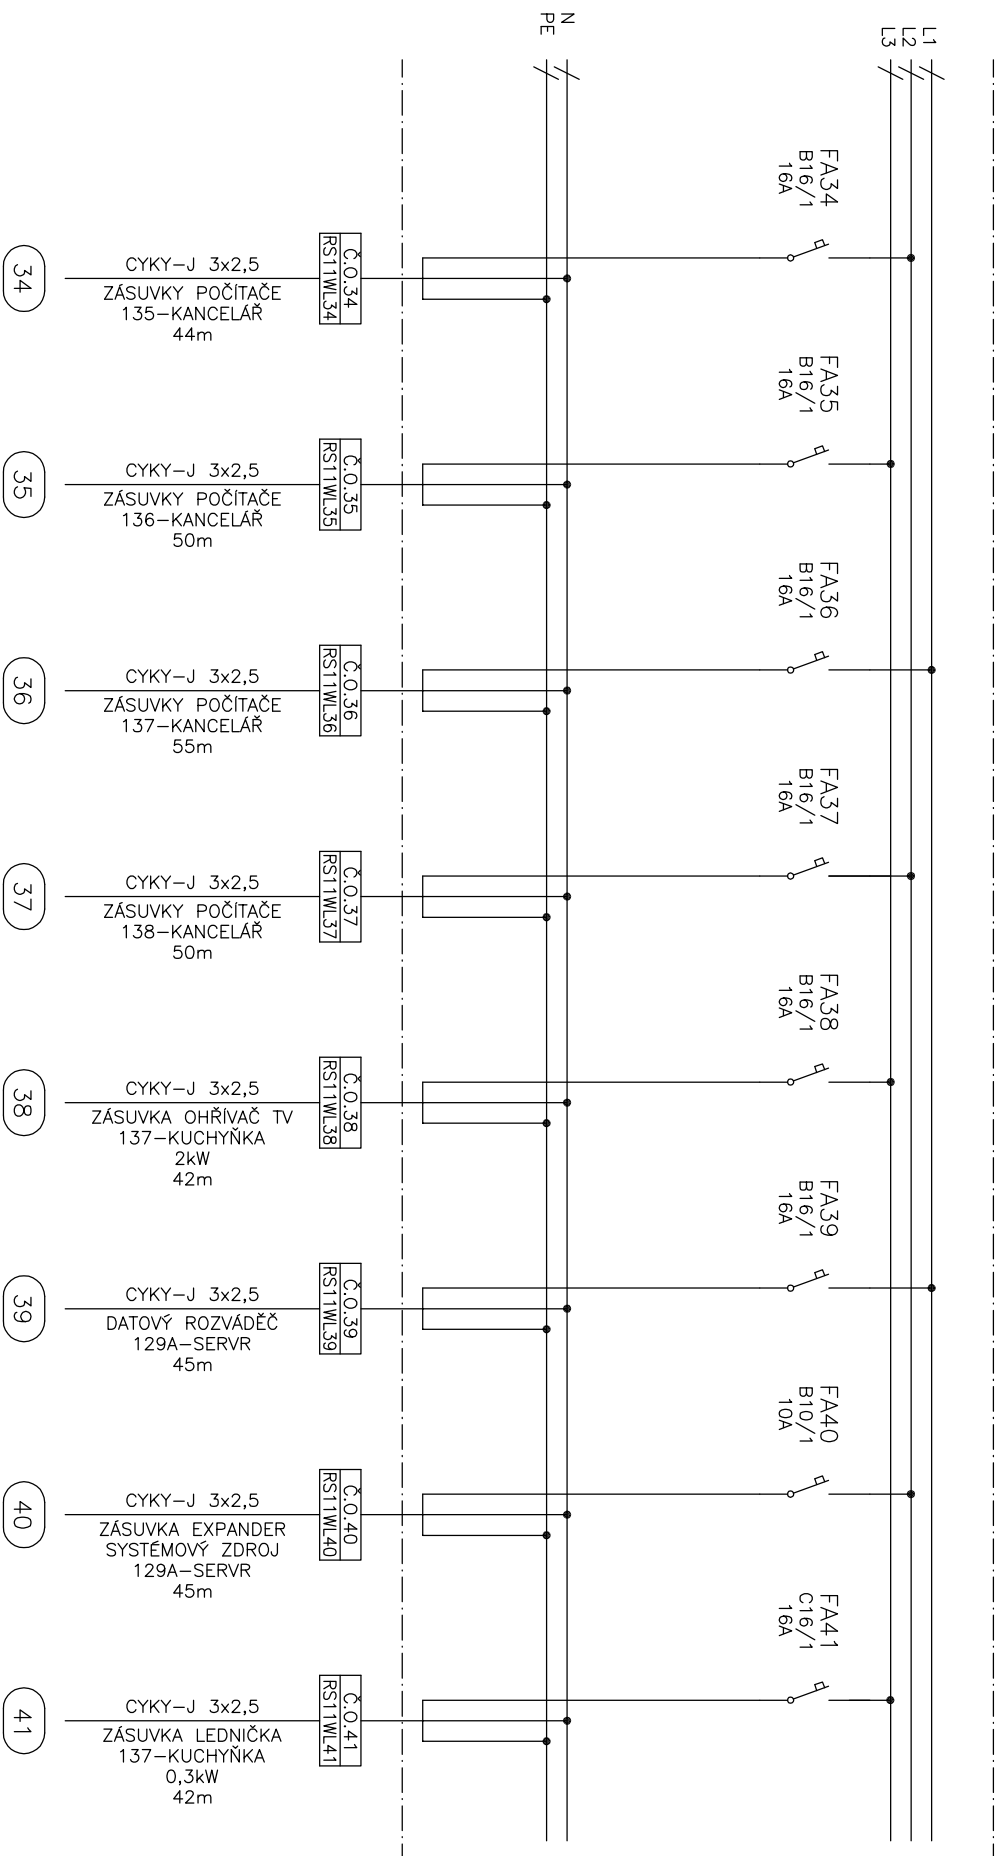 L1
L2
L3
N
PE
FA34
B16/1
16A
Č.O.34
RS11WL34
CYKY-J 3x2,5
ZÁSUVKY POČÍTAČE
135-KANCELÁŘ
44m
34
FA35
B16/1
16A
Č.O.35
RS11WL35
CYKY-J 3x2,5
ZÁSUVKY POČÍTAČE
136-KANCELÁŘ
50m
35
FA36
B16/1
16A
Č.O.36
RS11WL36
CYKY-J 3x2,5
ZÁSUVKY POČÍTAČE
137-KANCELÁŘ
55m
36
FA37
B16/1
16A
Č.O.37
RS11WL37
CYKY-J 3x2,5
ZÁSUVKY POČÍTAČE
138-KANCELÁŘ
50m
37
FA38
B16/1
16A
Č.O.38
RS11WL38
CYKY-J 3x2,5
ZÁSUVKA OHŘÍVAČ TV
137-KUCHYŇKA
2kW
42m
38
FA39
B16/1
16A
Č.O.39
RS11WL39
CYKY-J 3x2,5
DATOVÝ ROZVÁDĚČ
129A-SERVR
45m
39
FA40
B10/1
10A
Č.O.40
RS11WL40
CYKY-J 3x2,5
ZÁSUVKA EXPANDER
SYSTÉMOVÝ ZDROJ
129A-SERVR
45m
40
FA41
C16/1
16A
Č.O.41
RS11WL41
CYKY-J 3x2,5
ZÁSUVKA LEDNIČKA
137-KUCHYŇKA
0,3kW
42m
41